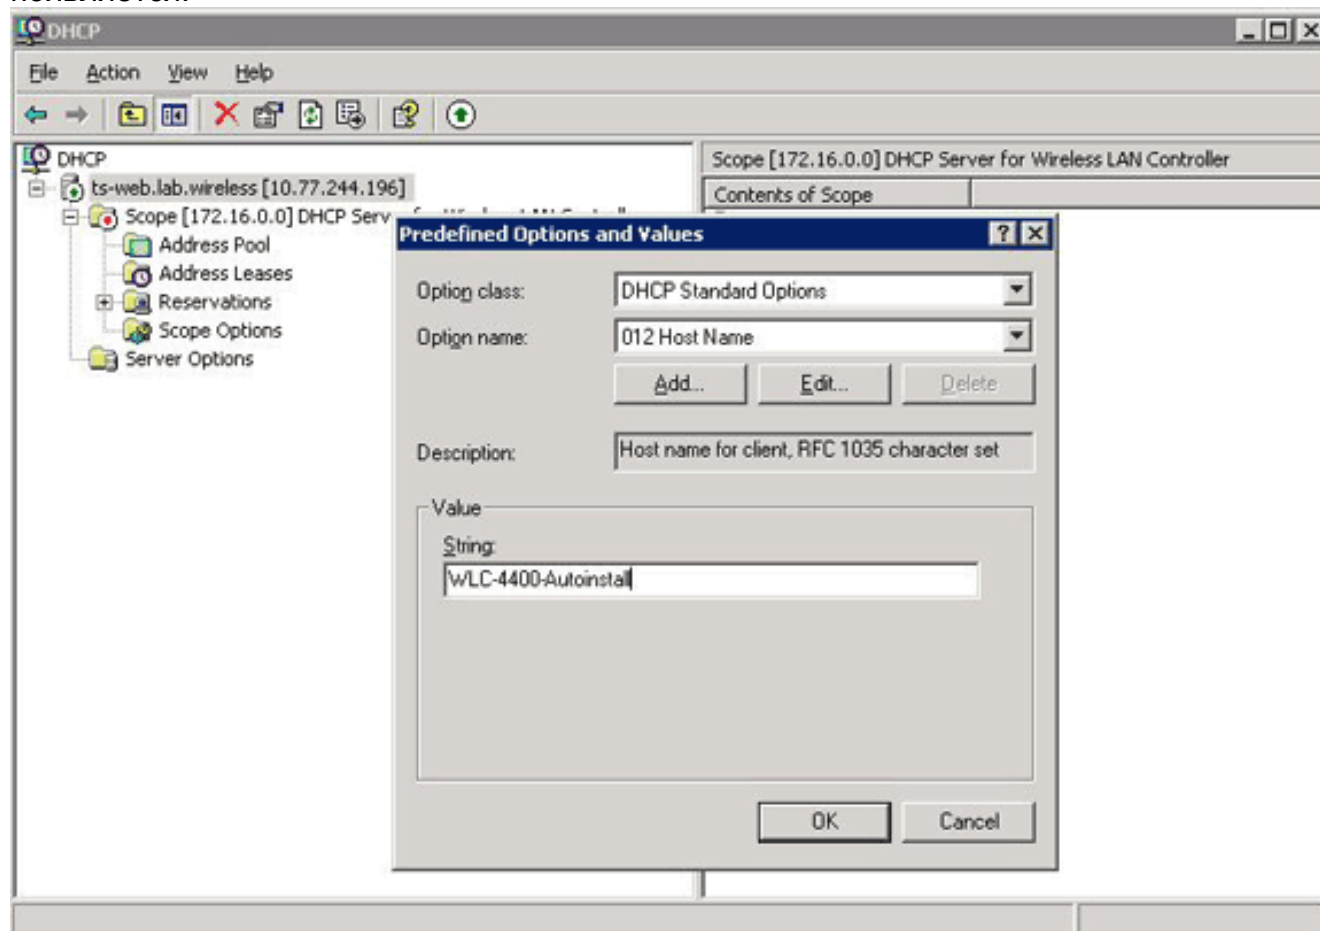 DHCP
File Action View Help
DHCP
Scope [172.16.0.0] DHCP Server for Wireless LAN Controller
ts-web.lab.wireless [10.77.244.196]
Contents of Scope
Scope [172.16.0.0] DHCP Serv
Address Pool
Address Leases
Reservations
Scope Options
Server Options
Predefined Options and Values
Option class: DHCP Standard Options
Option name: 012 Host Name
Add... Edit... Delete
Description: Host name for client, RFC 1035 character set
Value
String:
WLC-4400-Autoinstall
OK Cancel